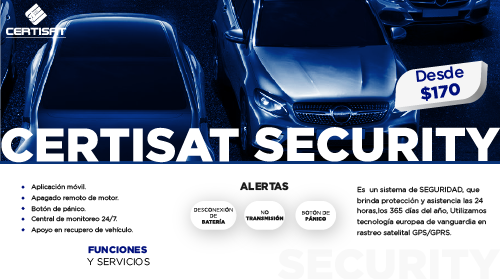 CERTISAT
Desde
$170
CERTISAT SECURITY
Aplicación móvil.
Apagado remoto de motor.
Botón de pánico.
Central de monitoreo 24/7.
Apoyo en recupero de vehículo.
FUNCIONES
Y SERVICIOS
ALERTAS
DESCONEXIÓN
DE
BATERÍA
NO
TRANSMISIÓN
BOTÓN DE
PÁNICO
Es un sistema de SEGURIDAD, que
brinda protección y asistencia las 24
horas,los 365 días del año, Utilizamos
tecnología europea de vanguardia en
rastreo satelital GPS/GPRS.
SECURITY